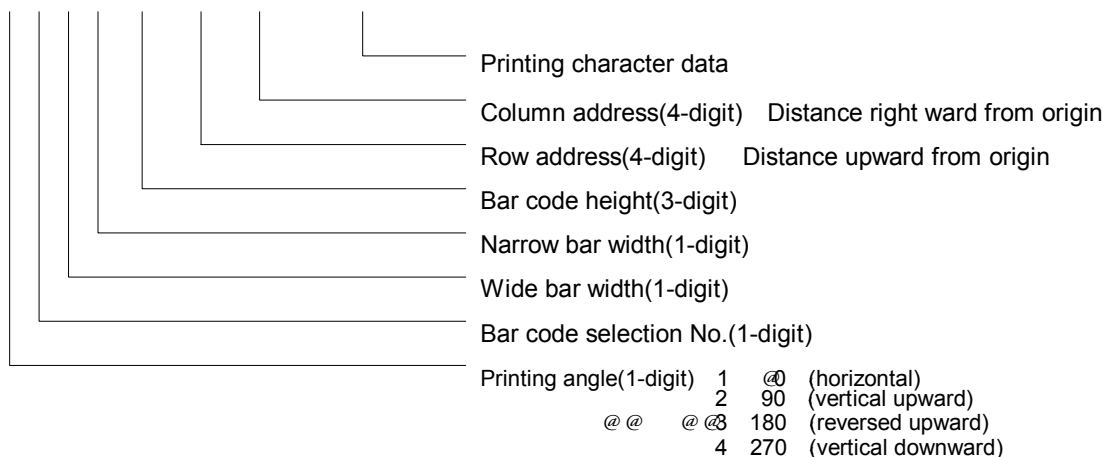 Printing character data
Column address(4-digit) Distance right ward from origin
Row address(4-digit) Distance upward from origin
Bar code height(3-digit)
Narrow bar width(1-digit)
Wide bar width(1-digit)
Bar code selection No.(1-digit)
Printing angle(1-digit) 1 @0 (horizontal)
2 90 (vertical upward)
@ @ @ @3 180 (reversed upward)
4 270 (vertical downward)